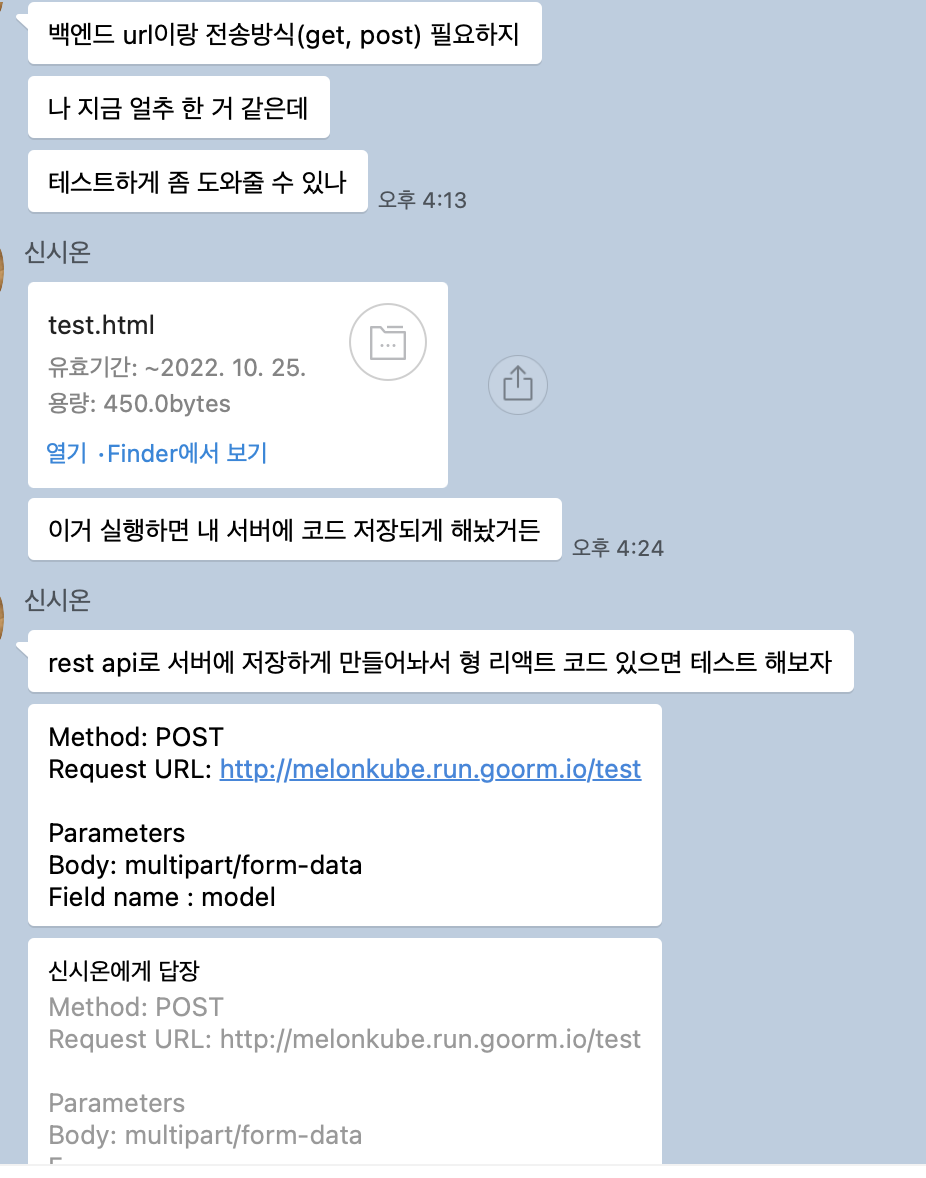 백엔드 url이랑 전송방식(get, post) 필요하지
나 지금 얼추 한 거 같은데
테스트하게 좀 도와줄 수 있나
오후 4:13
신시온
test.html
유효기간: ~2022. 10. 25.
용량: 450.0bytes
열기 ·Finder에서 보기
이거 실행하면 내 서버에 코드 저장되게 해놨거든
오후 4:24
신시온
rest api로 서버에 저장하게 만들어놔서 형 리액트 코드 있으면 테스트 해보자
Method: POST
Request URL: http://melonkube.run.goorm.io/test
Parameters
Body: multipart/form-data
Field name : model
신시온에게 답장
Method: POST
Request URL: http://melonkube.run.goorm.io/test
Parameters
Body: multipart/form-data